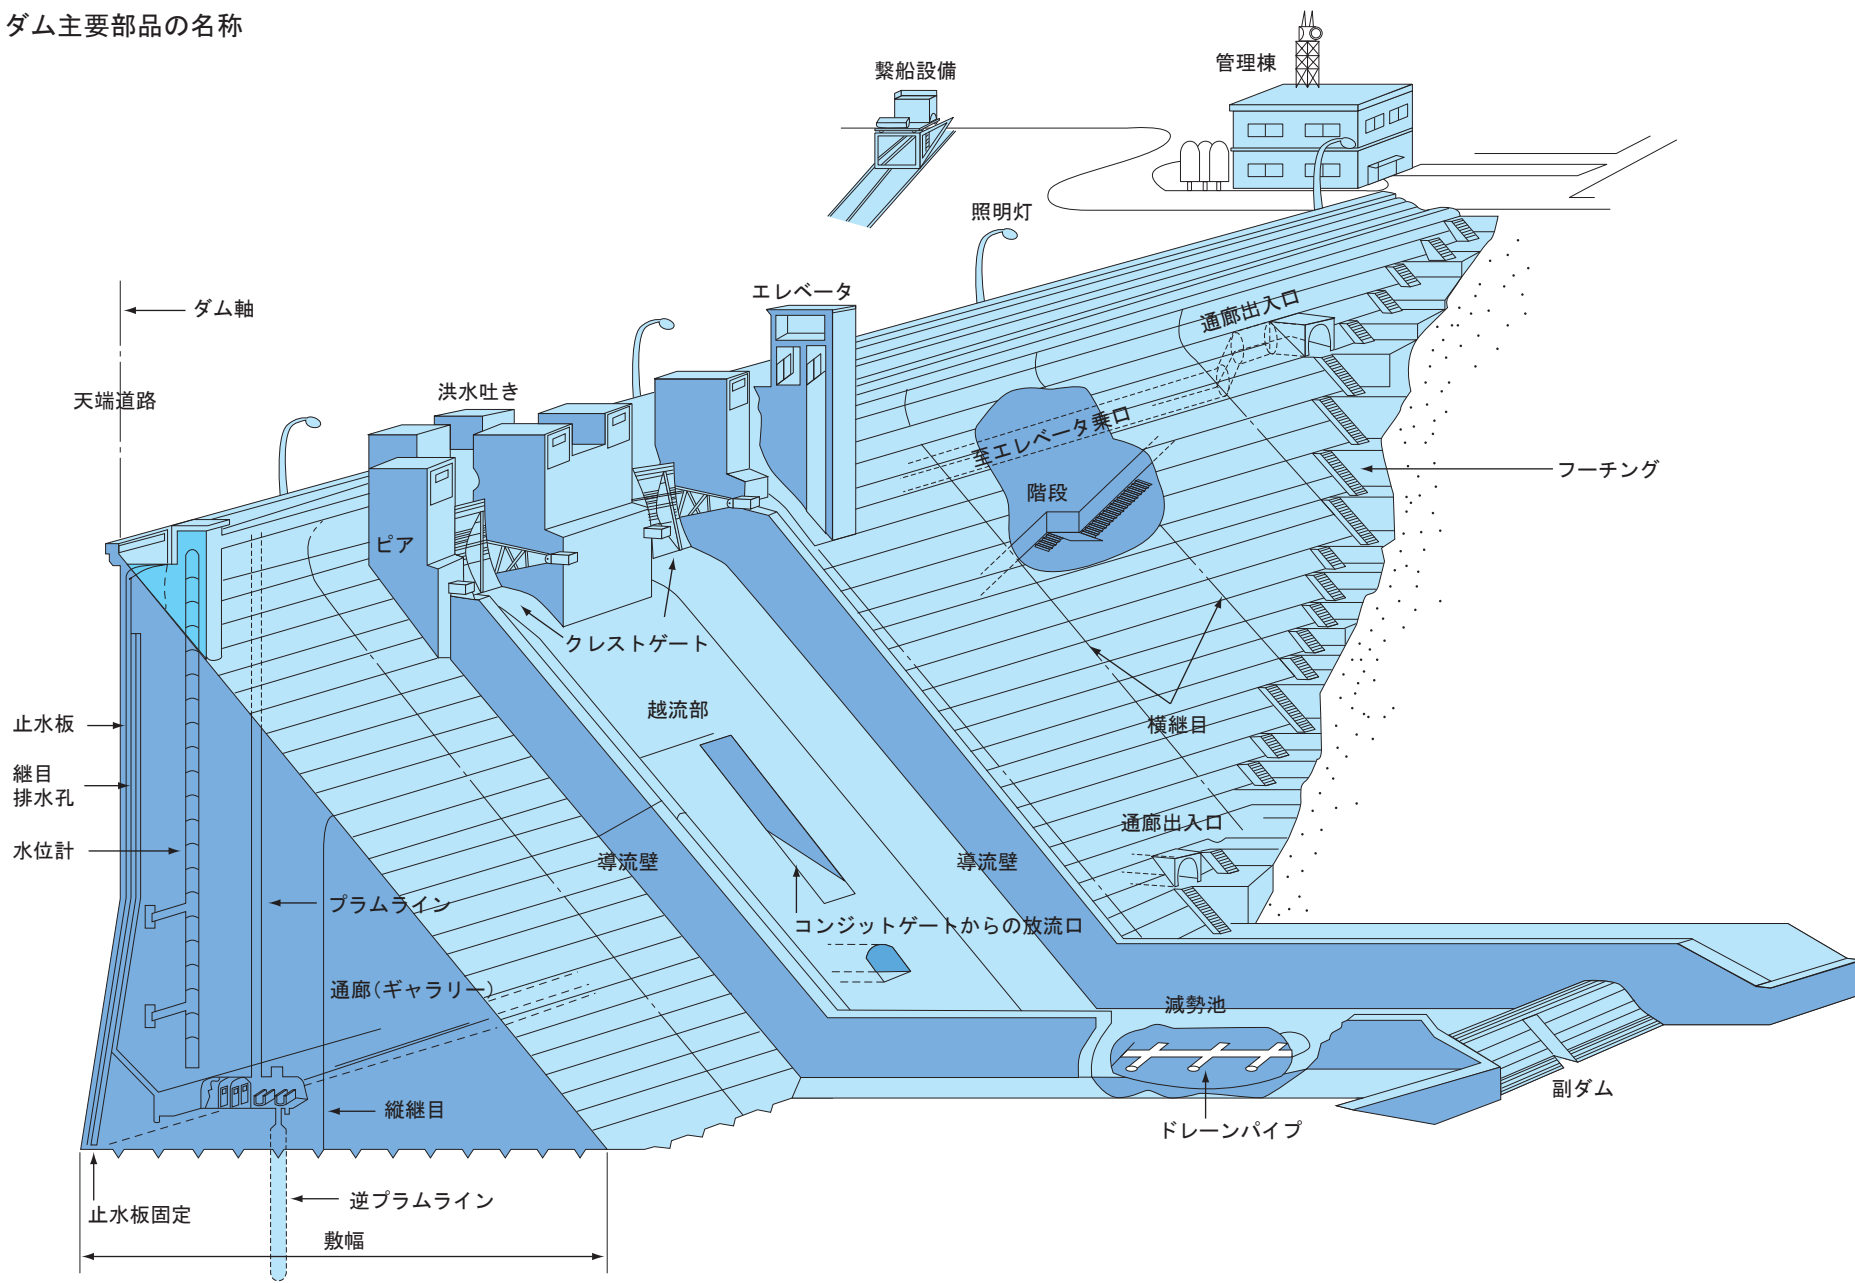 ダム主要部品の名称
繋船設備
管理棟
照明灯
エレベータ
ダム軸
通廊出入口
天端道路
洪水吐き
至エレベータ乗口
フーチング
階段
ピア
クレストゲート
越流部
横継目
止水板
継目
排水孔
通廊出入口
水位計
導流壁
導流壁
プラムライン
コンジットゲートからの放流口
通廊(ギャラリー)
減勢池
副ダム
縦継目
ドレーンパイプ
逆プラムライン
止水板固定
敷幅